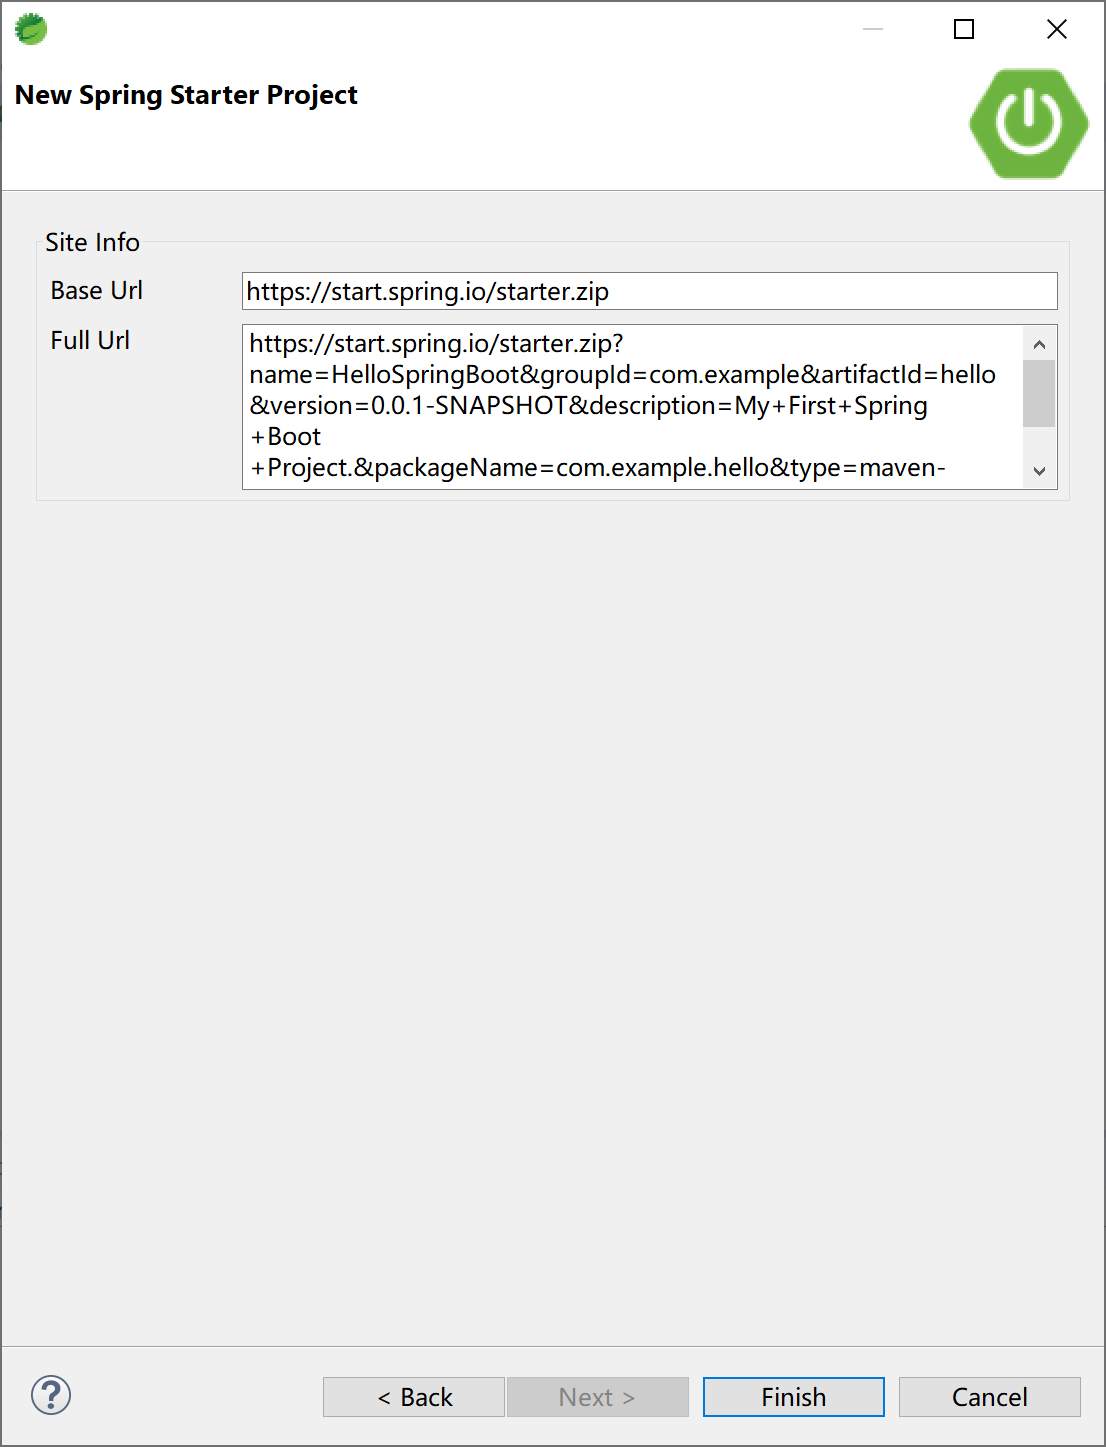 New Spring Starter Project
Site Info
Base Url
https://start.spring.io/starter.zip
Full Url
https://start.spring.io/starter.zip?
name=HelloSpringBoot&groupId=com.example&artifactId=hello
&version=0.0.1-SNAPSHOT&description=My+First+Spring
+Boot
+Project.&packageName=com.example.hello&type=maven-
?
< Back
Next >
Finish
Cancel